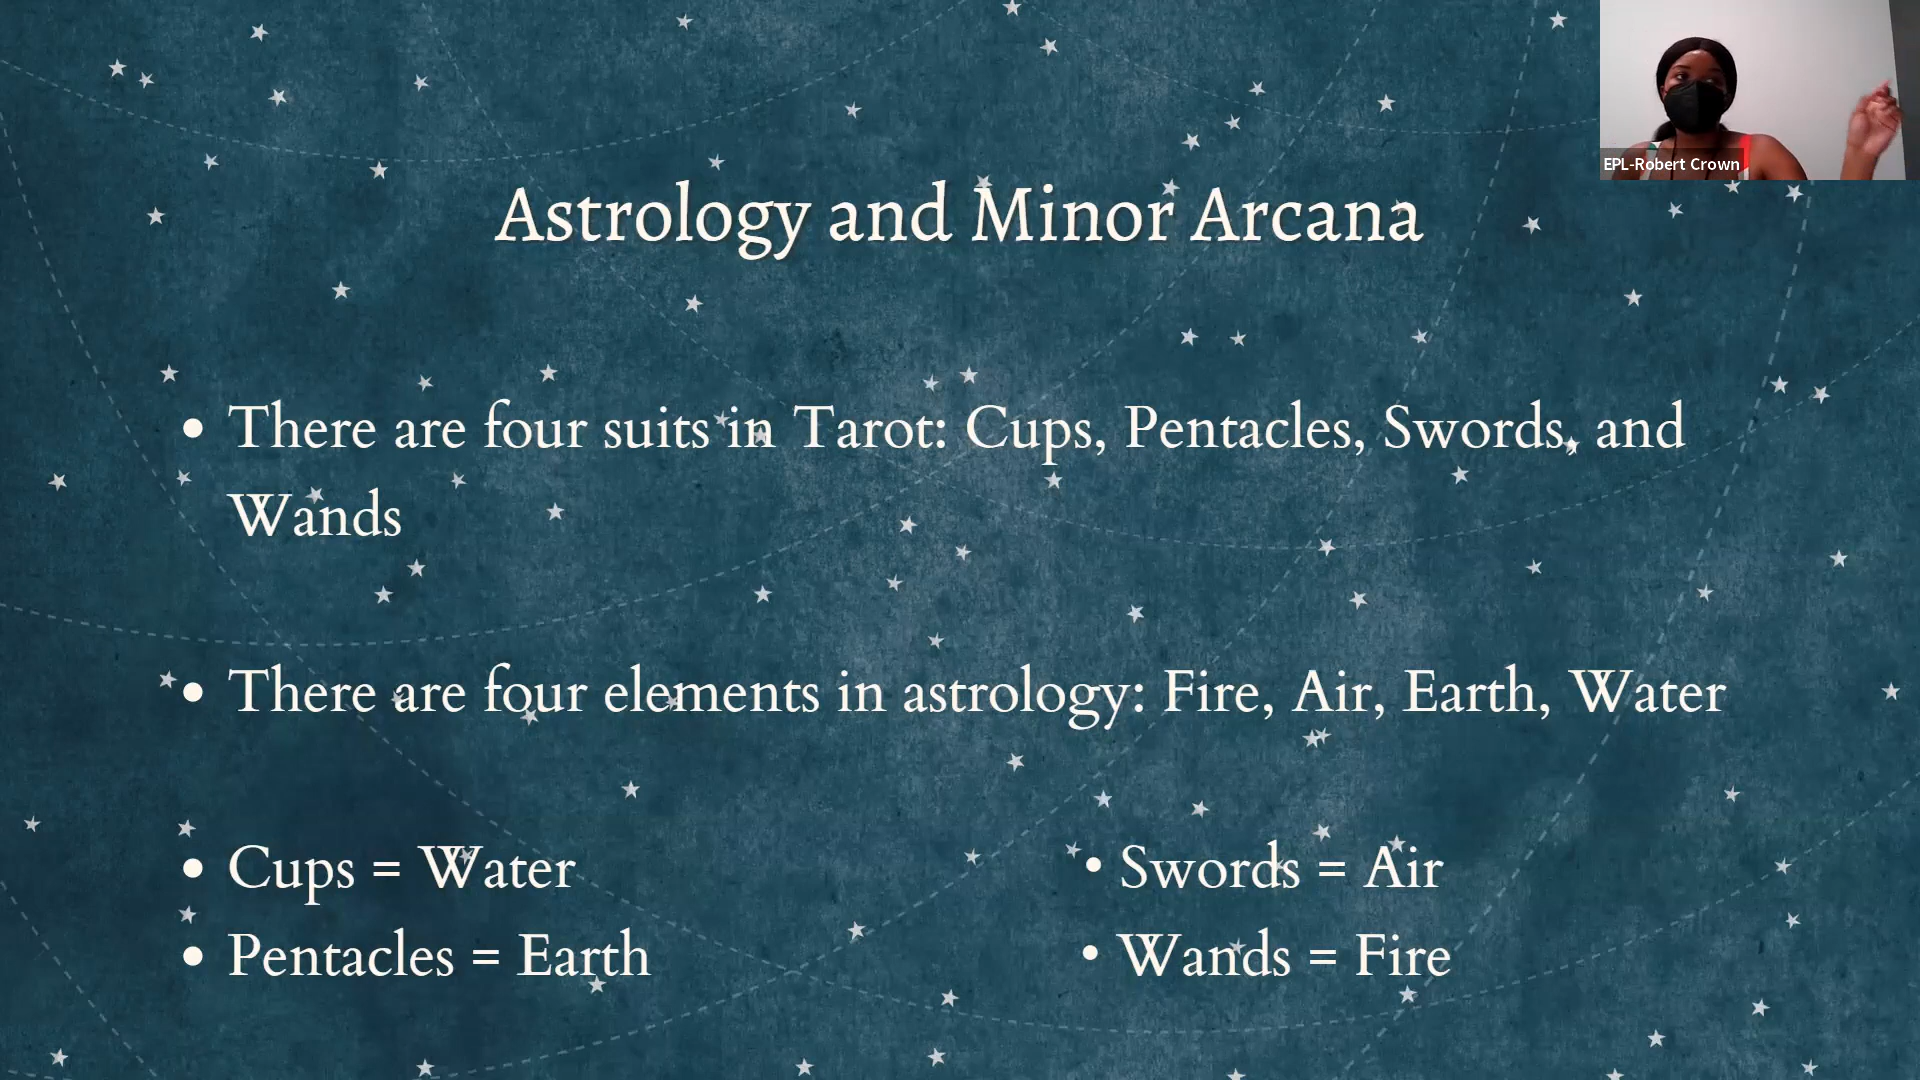 EPL-Robert Crown
Astrology and Minor Arcana
• There are four suits in Tarot: Cups, Pentacles, Swords, and
Wands
• There are four elements in astrology: Fire, Air, Earth, Water
• Cups = Water
• Pentacles = Earth
• Swords = Air
• Wands = Fire